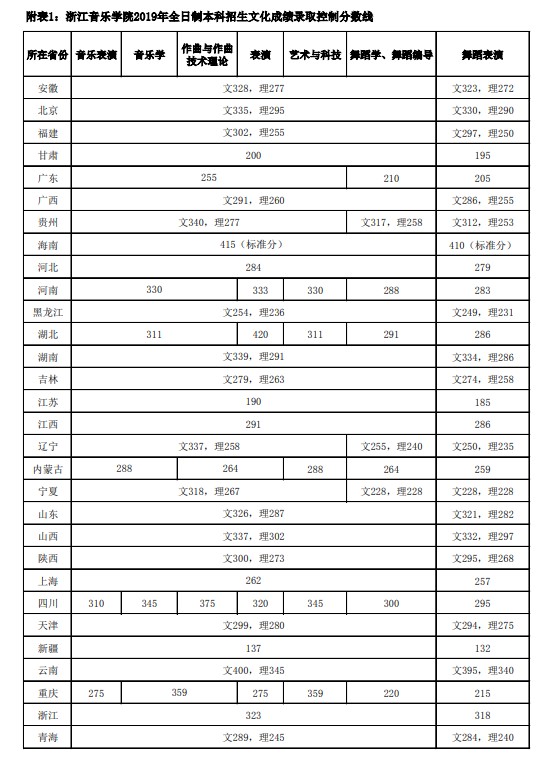 附表1：浙江音乐学院2019年全日制本科招生文化成绩录取控制分数线
所在省份 音乐表演 音乐学 作曲与作曲技术理论 表演 艺术与科技 舞蹈学、舞蹈编导 舞蹈表演
安徽 文328，理277 文323，理272
北京 文335，理295 文330，理290
福建 文302，理255 文297，理250
甘肃 200 195
广东 255 210 205
广西 文291，理260 文286，理255
贵州 文340，理277 文317，理258 文312，理253
海南 415（标准分） 410（标准分）
河北 284 279
河南 330 333 330 288 283
黑龙江 文254，理236 文249，理231
湖北 311 420 311 291 286
湖南 文339，理291 文334，理286
吉林 文279，理263 文274，理258
江苏 190 185
江西 291 286
辽宁 文337，理258 文255，理240 文250，理235
内蒙古 288 264 288 264 259
宁夏 文318，理267 文228，理228 文228，理228
山东 文326，理287 文321，理282
山西 文337，理302 文332，理297
陕西 文300，理273 文295，理268
上海 262 257
四川 310 345 375 320 345 300 295
天津 文299，理280 文294，理275
新疆 137 132
云南 文400，理345 文395，理340
重庆 275 359 275 359 220 215
浙江 323 318
青海 文289，理245 文284，理240